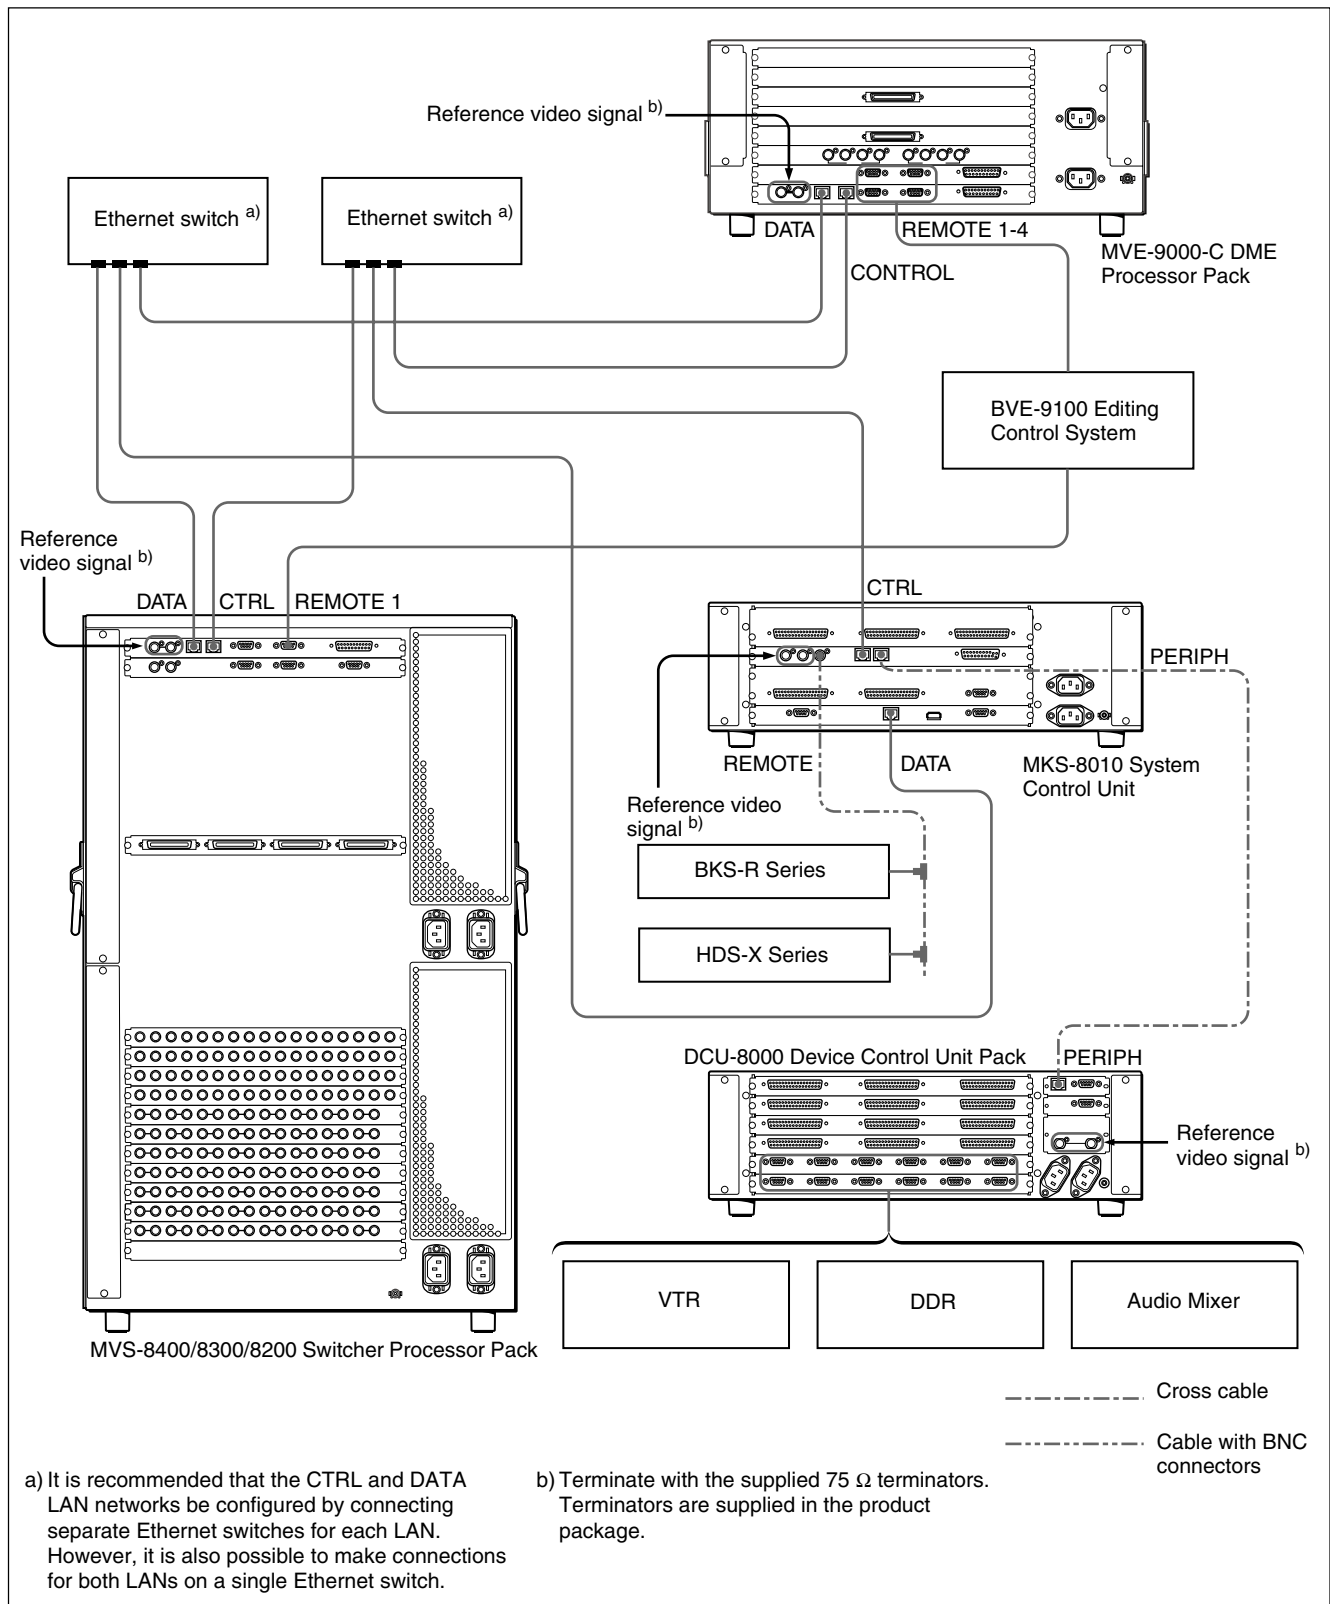 Reference video signal b)
Ethernet switch a)
Ethernet switch a)
DATA
REMOTE 1-4
CONTROL
MVE-9000-C DME
Processor Pack
BVE-9100 Editing
Control System
Reference
video signal b)
DATA
CTRL
REMOTE 1
CTRL
PERIPH
REMOTE
DATA
MKS-8010 System
Control Unit
Reference video
signal b)
BKS-R Series
HDS-X Series
DCU-8000 Device Control Unit Pack
PERIPH
Reference
video signal b)
VTR
DDR
Audio Mixer
MVS-8400/8300/8200 Switcher Processor Pack
Cross cable
Cable with BNC
connectors
a) It is recommended that the CTRL and DATA
LAN networks be configured by connecting
separate Ethernet switches for each LAN.
However, it is also possible to make connections
for both LANs on a single Ethernet switch.
b) Terminate with the supplied 75 Ω terminators.
Terminators are supplied in the product
package.